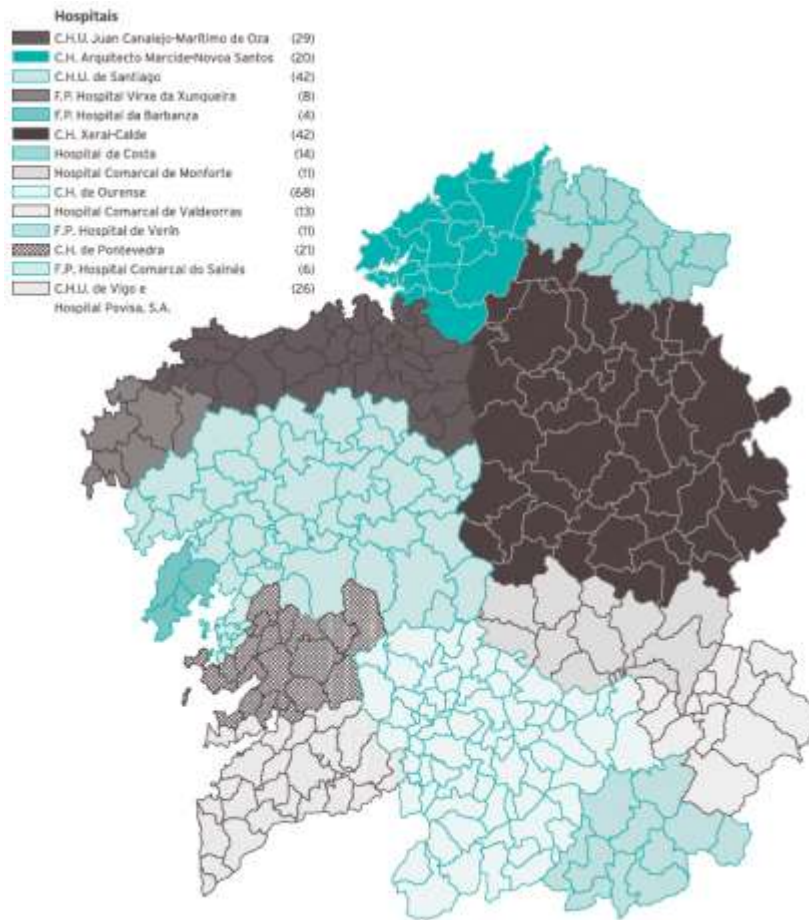 Hospitais
C.H.U. Juan Canalejo-Marítimo de Oza (29)
C.H. Arquitecto Marcide-Novoa Santos (20)
C.H.U. de Santiago (42)
F.P. Hospital Virxe da Xunqueira (8)
F.P. Hospital da Barbanza (4)
C.H. Xeral-Calde (42)
Hospital da Costa (14)
Hospital Comarcal de Monforte (11)
C.H. de Ourense (68)
Hospital Comarcal de Valdeorras (13)
F.P. Hospital de Verín (11)
C.H. de Pontevedra (21)
F.P. Hospital Comarcal do Salnés (6)
C.H.U. de Vigo e (26)
Hospital Povisa, S.A.